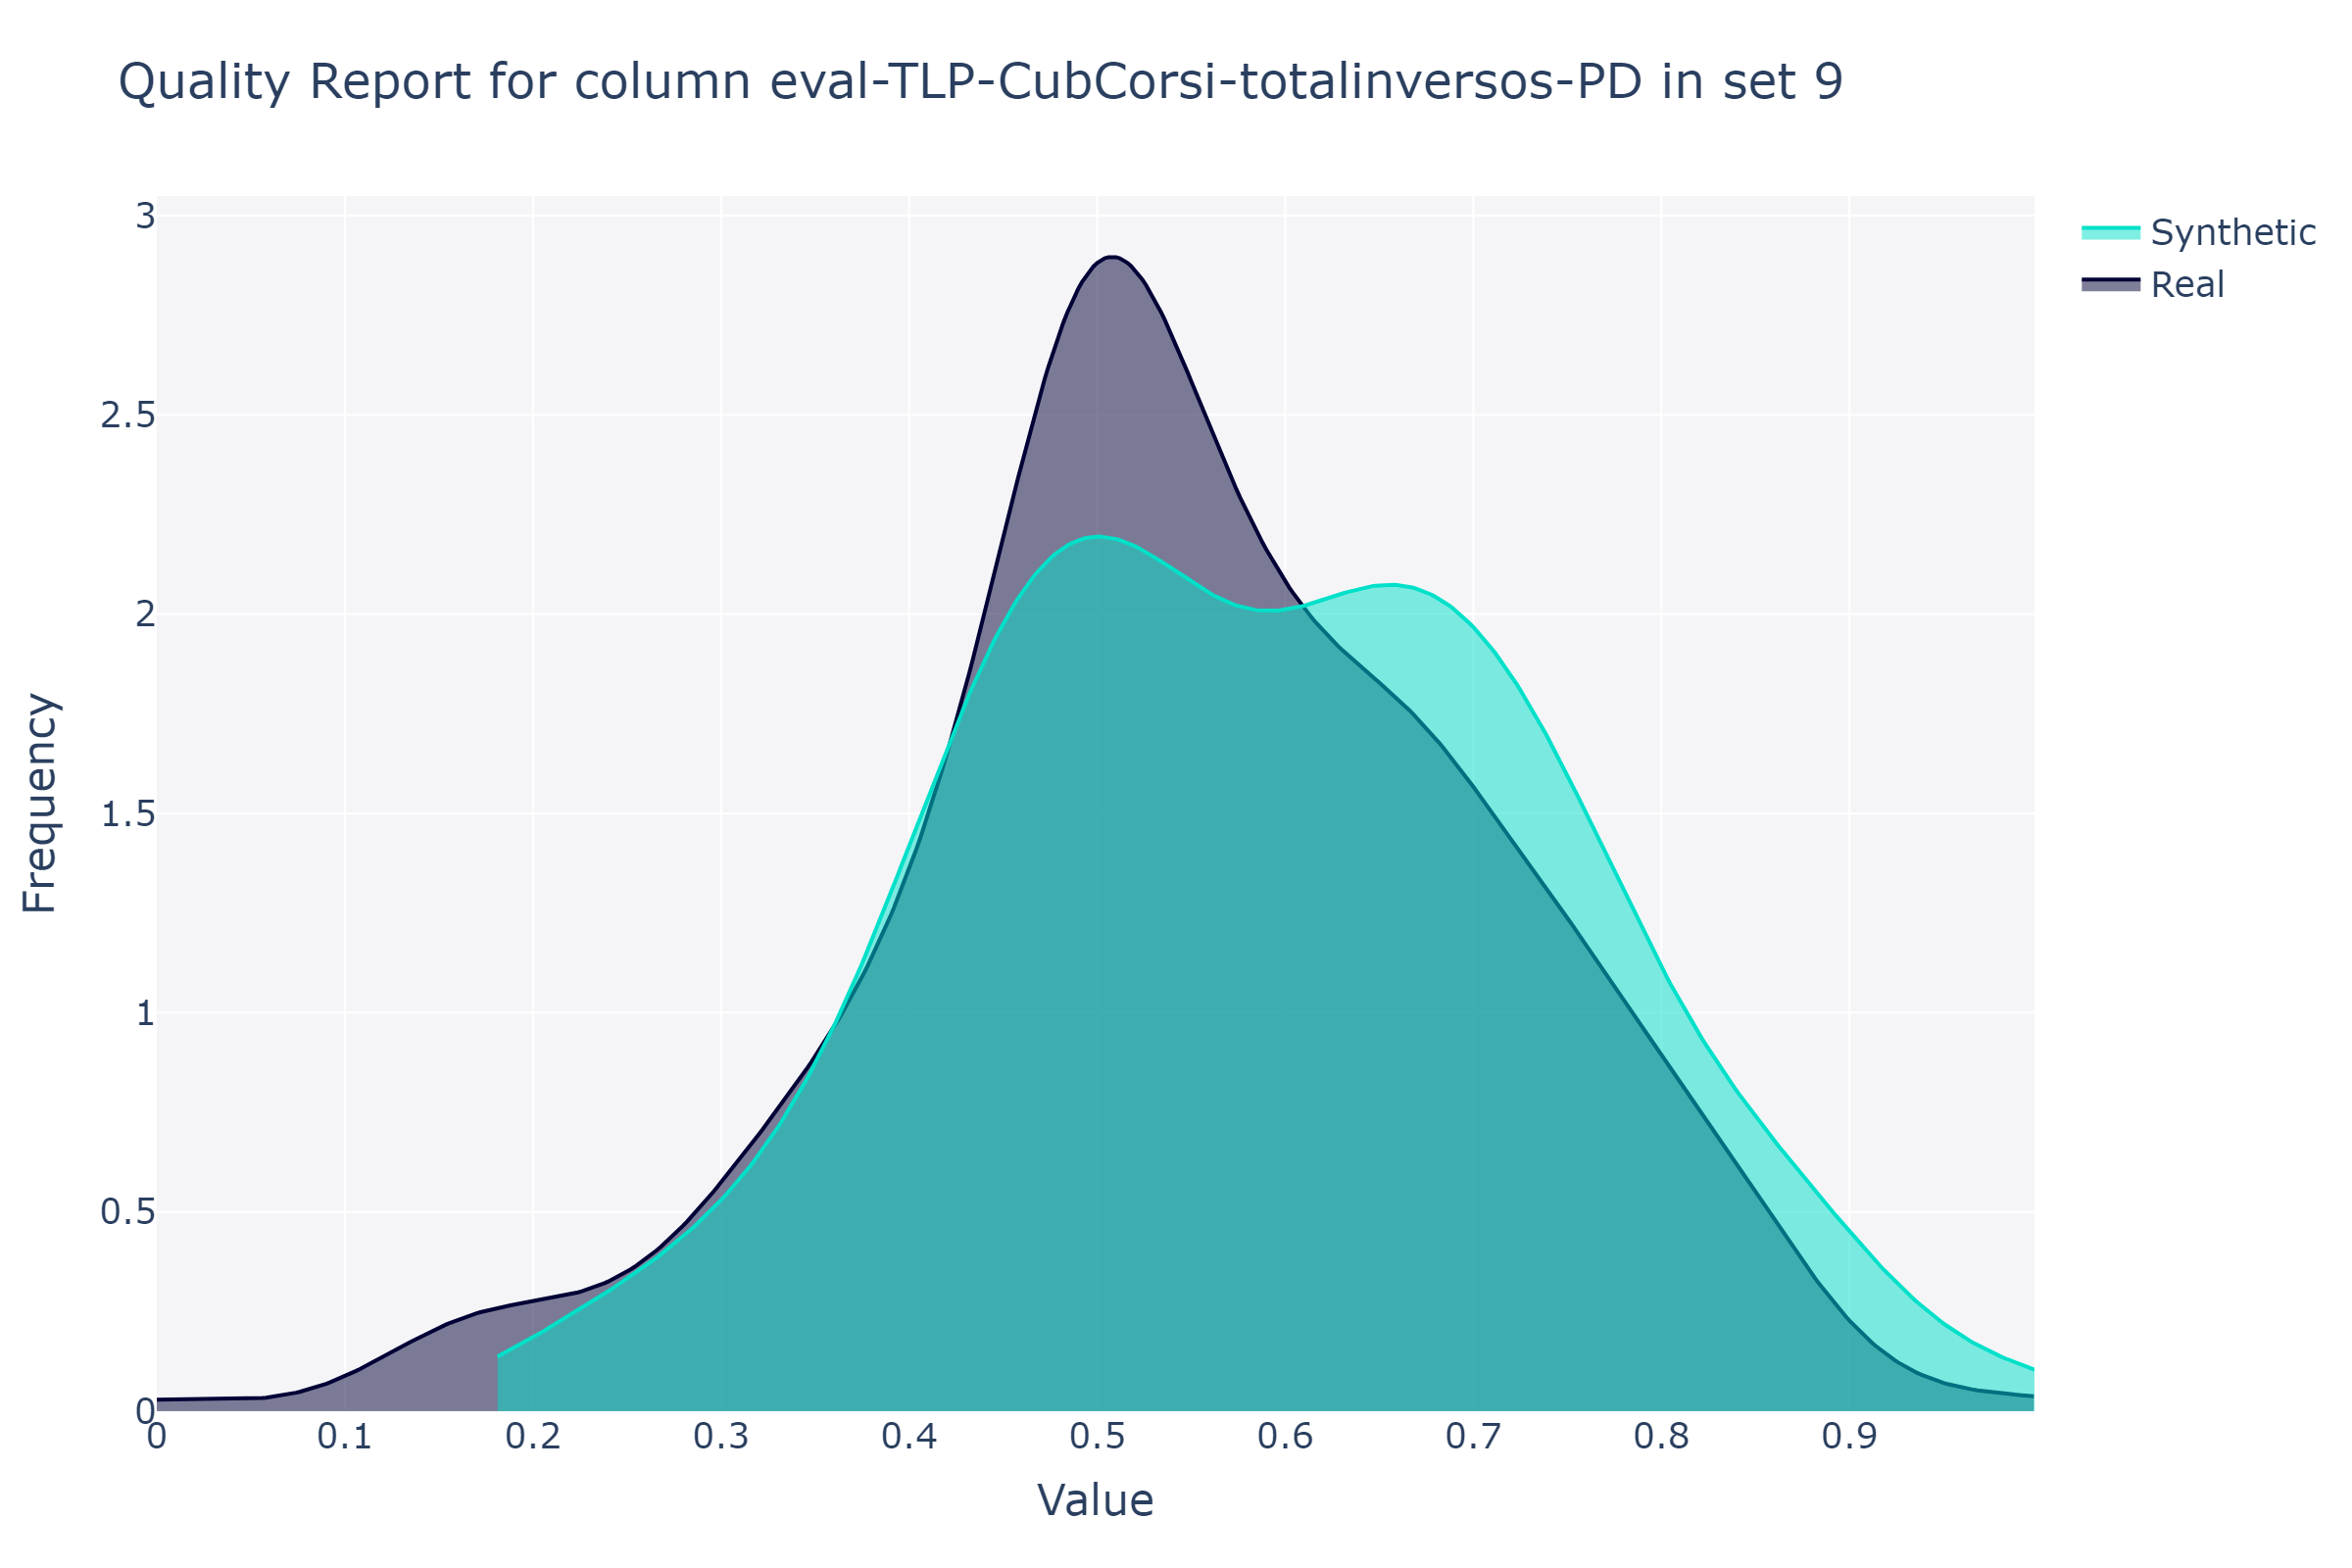 Quality Report for column eval-TLP-CubCorsi-totalinversos-PD in set 9
Synthetic
Real
Frequency
3
2.5
2
1.5
1
0.5
0
0 0.1 0.2 0.3 0.4 0.5 0.6 0.7 0.8 0.9
Value